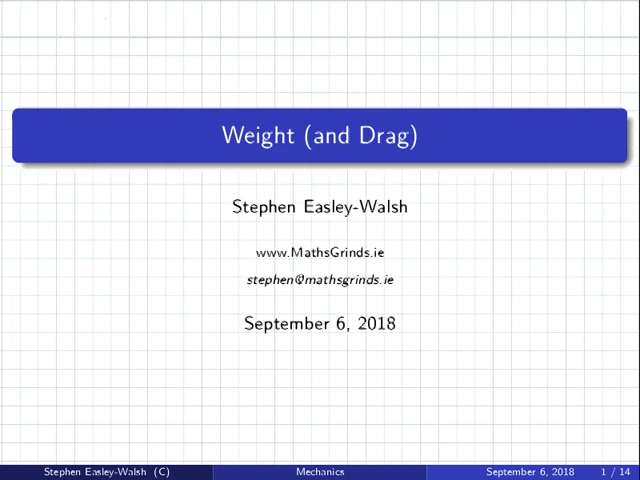 Weight (and Drag)
Stephen Easley-Walsh
www.MathsGrinds.ie
stephen@mathsgrinds.ie
September 6, 2018
Stephen Easley-Walsh (C) Mechanics September 6, 2018 1 / 14